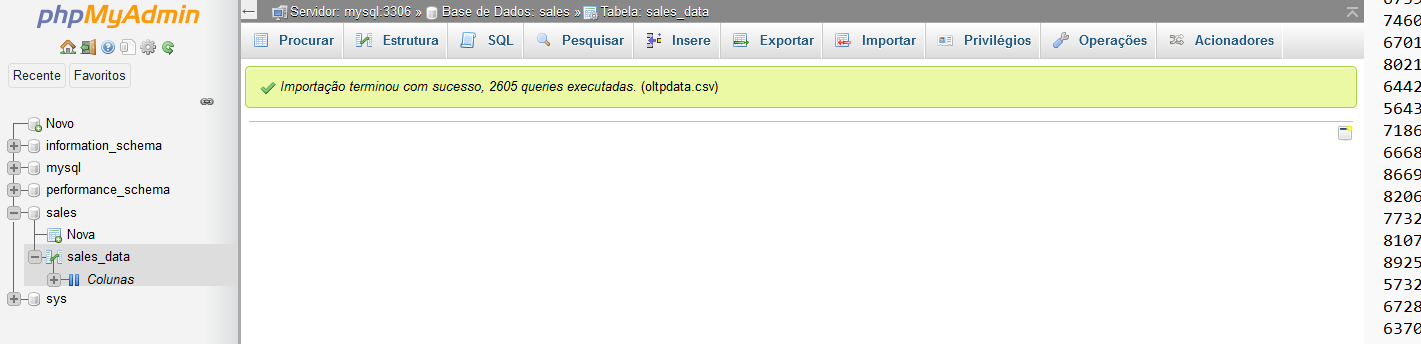 phpMyAdmin
Recente Favoritos
Novo
information_schema
mysql
performance_schema
sales
Nova
sales_data
Colunas
sys
Servidor: mysql:3306 » Base de Dados: sales » Tabela: sales_data
Procurar Estrutura SQL Pesquisar Insere Exportar Importar Privilégios Operações Acionadores
Importação terminou com sucesso, 2605 queries executadas. (oltpdata.csv)
7460
6701
8021
6442
5643
7186
6668
8669
8206
7732
8107
8925
5732
6728
6370